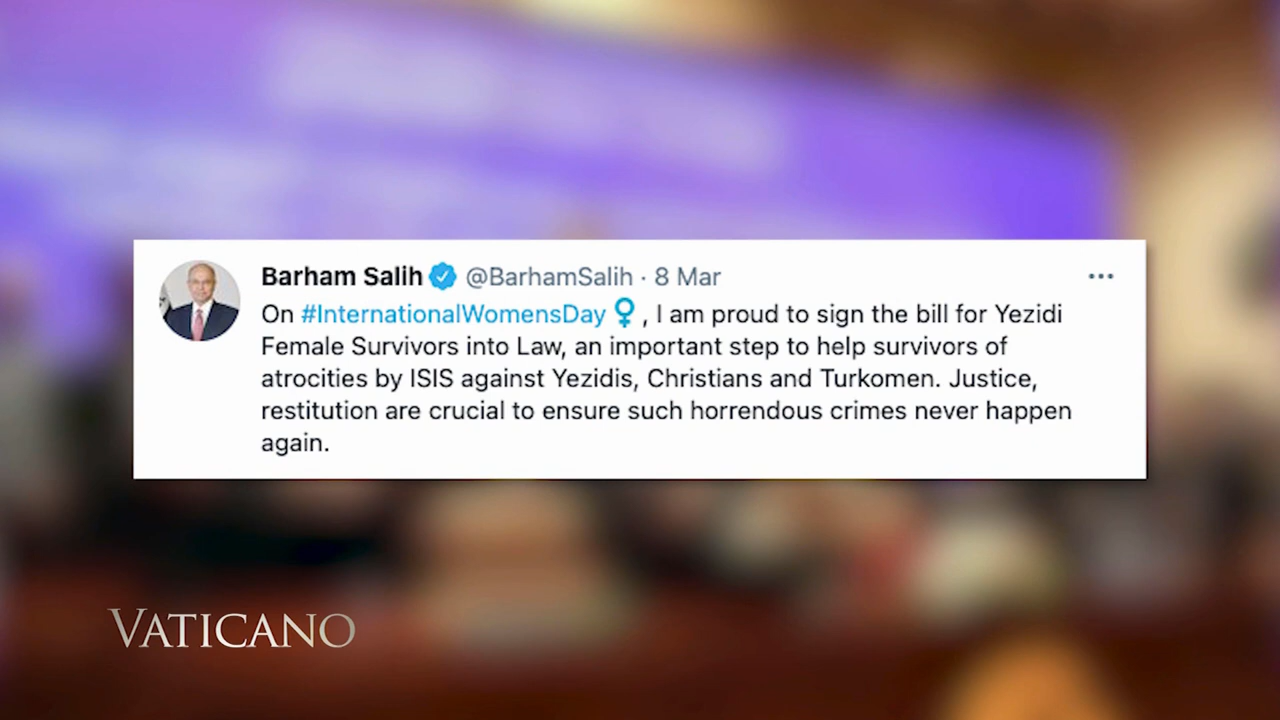 Barham Salih @BarhamSalih · 8 Mar
On #InternationalWomensDay ♀ , I am proud to sign the bill for Yezidi
Female Survivors into Law, an important step to help survivors of
atrocities by ISIS against Yezidis, Christians and Turkomen. Justice,
restitution are crucial to ensure such horrendous crimes never happen
again.
VATICANO